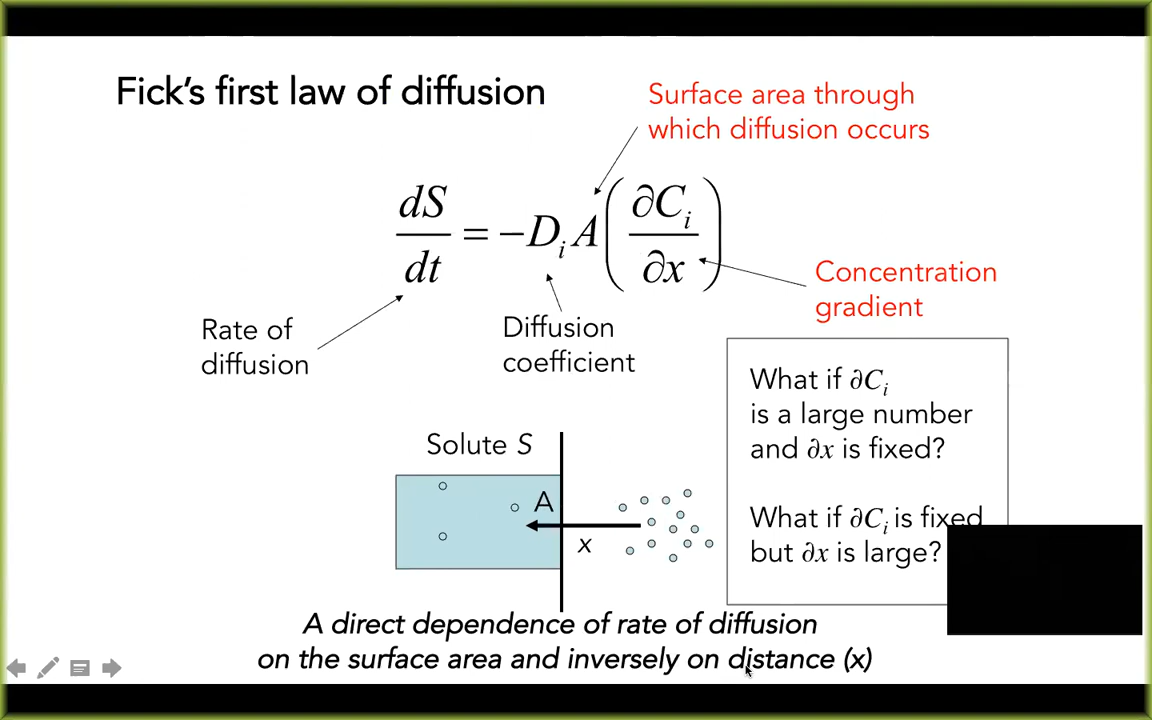 Fick's first law of diffusion
Surface area through
which diffusion occurs
dS/dt = −D_i A (∂C_i/∂x)
Concentration
gradient
Rate of
diffusion
Diffusion
coefficient
What if ∂C_i
is a large number
and ∂x is fixed?
What if ∂C_i is fixed
but ∂x is large?
Solute S
A
x
A direct dependence of rate of diffusion
on the surface area and inversely on distance (x)